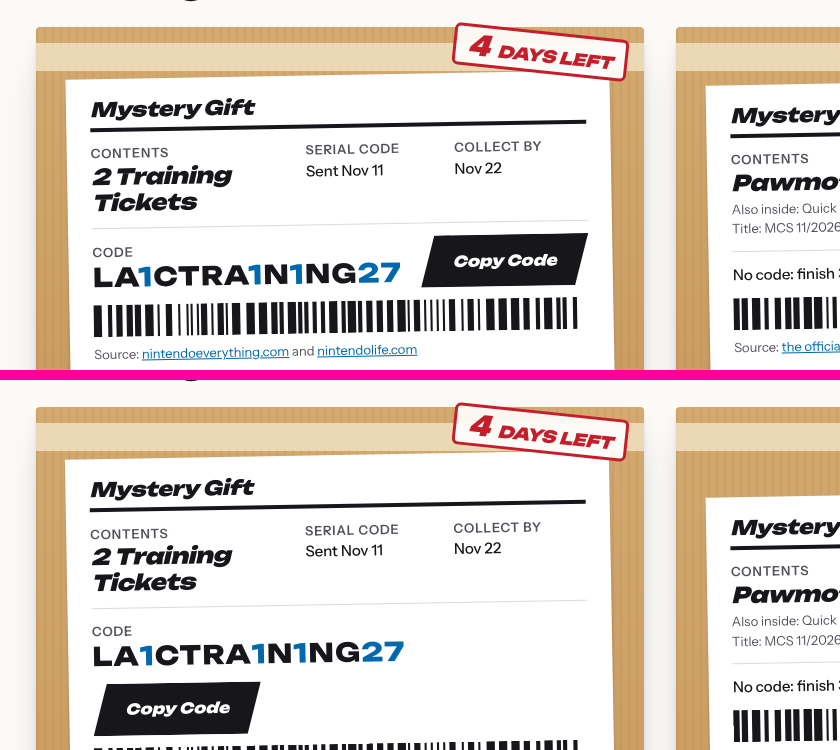 4 DAYS LEFT
Mystery Gift
CONTENTS
2 Training
Tickets
SERIAL CODE
Sent Nov 11
COLLECT BY
Nov 22
CODE
LA1CTRA1N1NG27
Copy Code
Source: nintendoeverything.com and nintendolife.com
Mystery
CONTENTS
Also inside: Quick
Title: MCS 11/2026
No code: finish
Source: the
4 DAYS LEFT
Mystery Gift
CONTENTS
2 Training
Tickets
SERIAL CODE
Sent Nov 11
COLLECT BY
Nov 22
CODE
LA1CTRA1N1NG27
Copy Code
Mystery
CONTENTS
Also inside: Quick
Title: MCS 11/2026
No code: finish